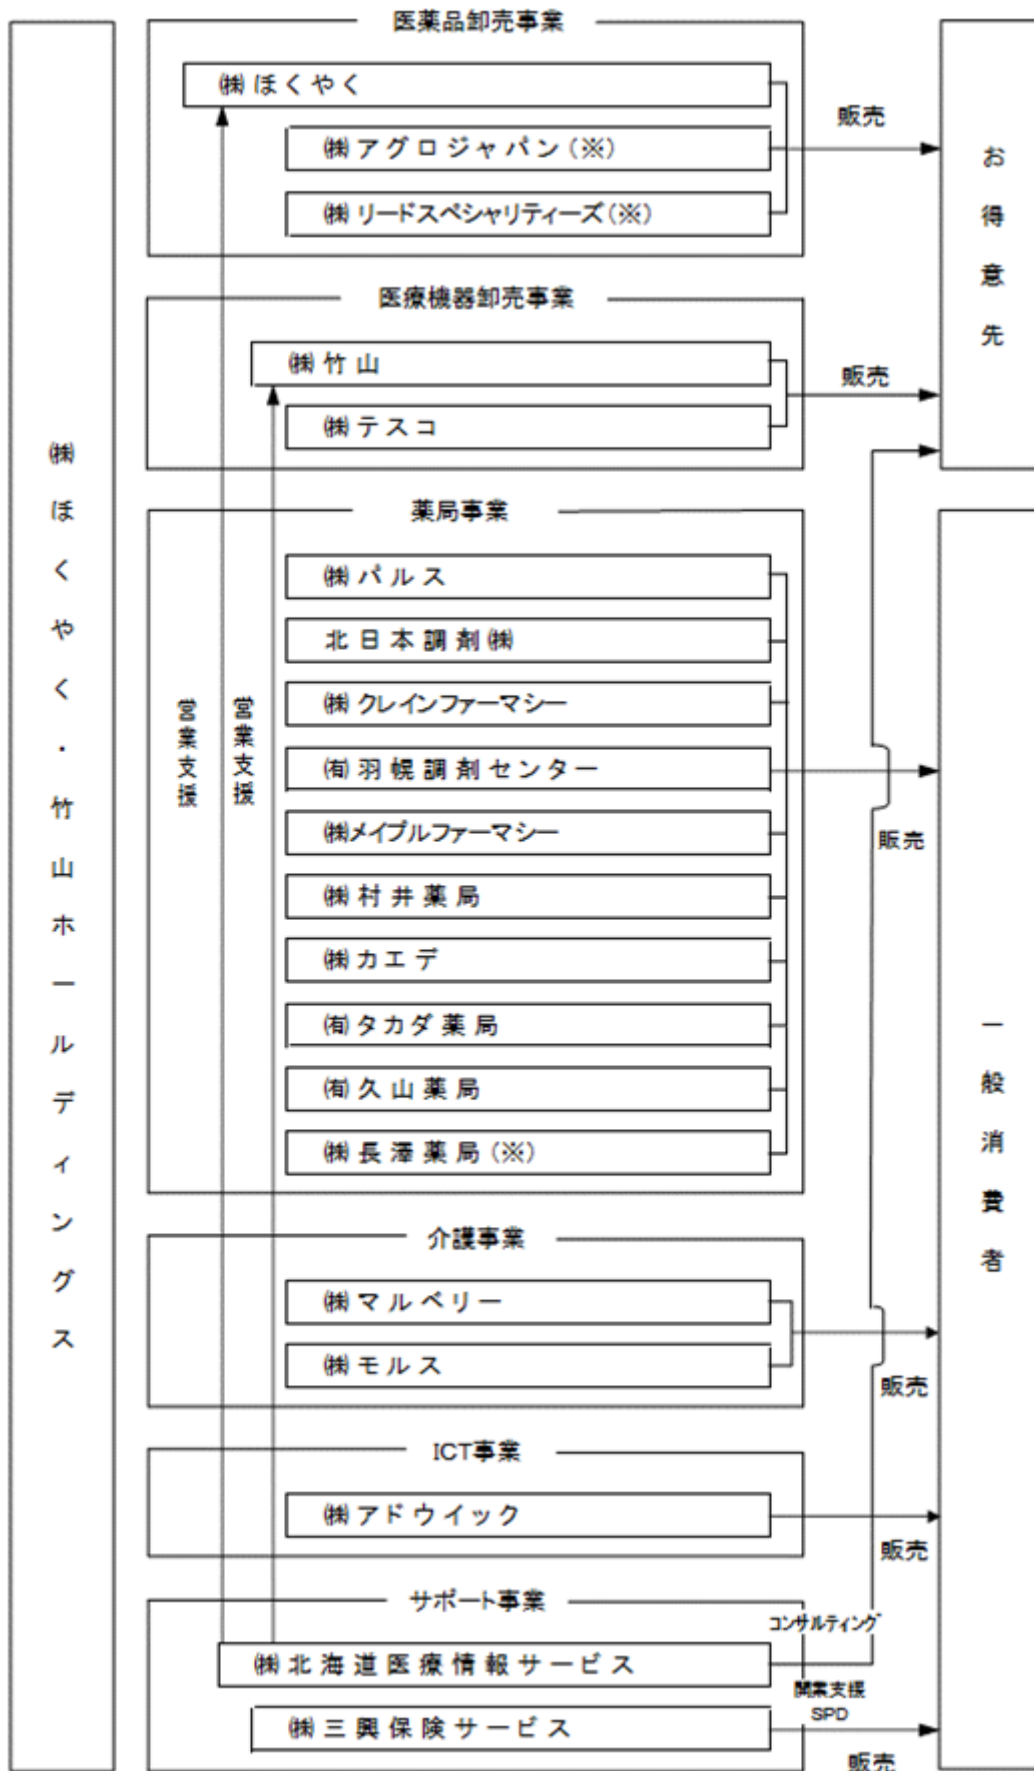 ㈱ほくやく・竹山ホールディングス
医薬品卸売事業
㈱ほくやく
㈱アグロジャパン(※)
㈱リードスペシャリティーズ(※)
販売
お得意先
医療機器卸売事業
㈱竹山
㈱テスコ
販売
薬局事業
㈱パルス
北日本調剤㈱
㈱クレインファーマシー
㈲羽幌調剤センター
㈱メイプルファーマシー
㈱村井薬局
㈱カエデ
㈲タカダ薬局
㈲久山薬局
㈱長澤薬局(※)
営業支援
営業支援
販売
一般消費者
介護事業
㈱マルベリー
㈱モルス
販売
ICT事業
㈱アドウイック
販売
サポート事業
コンサルティング
㈱北海道医療情報サービス
開業支援
SPD
㈱三興保険サービス
販売